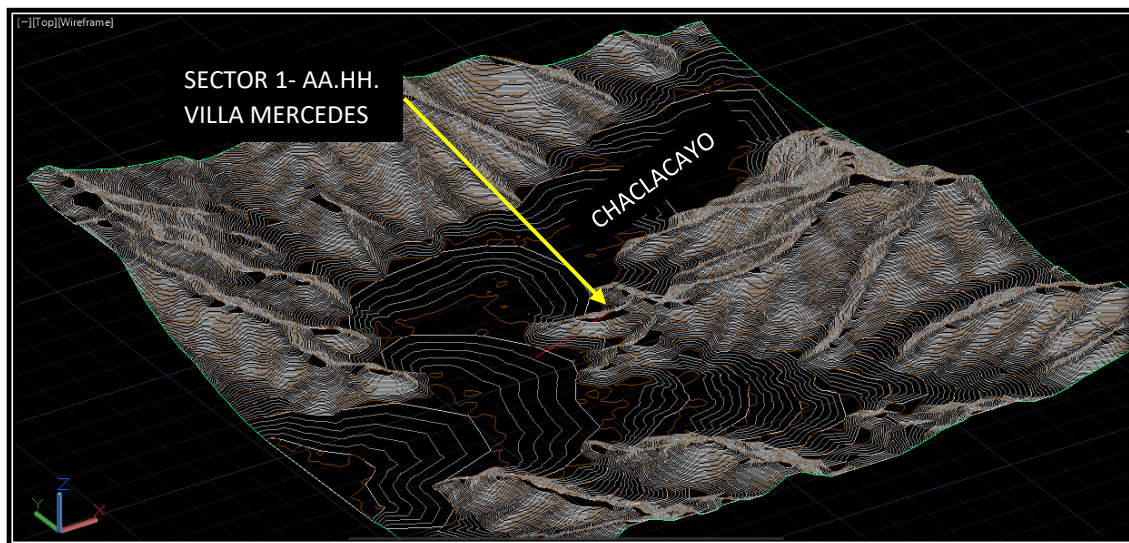 [−][Top][Wireframe]
SECTOR 1- AA.HH.
VILLA MERCEDES
CHACLACAYO
Z
Y
X